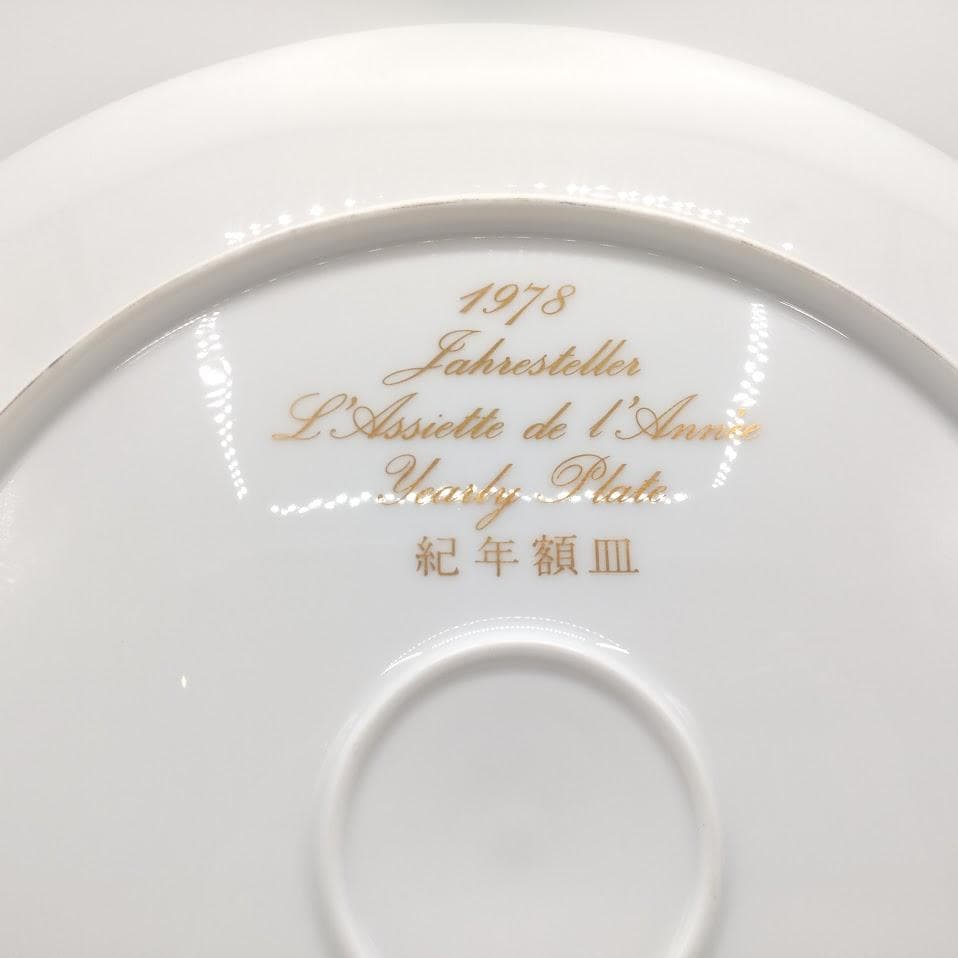 1978
Jahresteller
L'Assiette de l'Année
Yearly Plate
紀年額皿